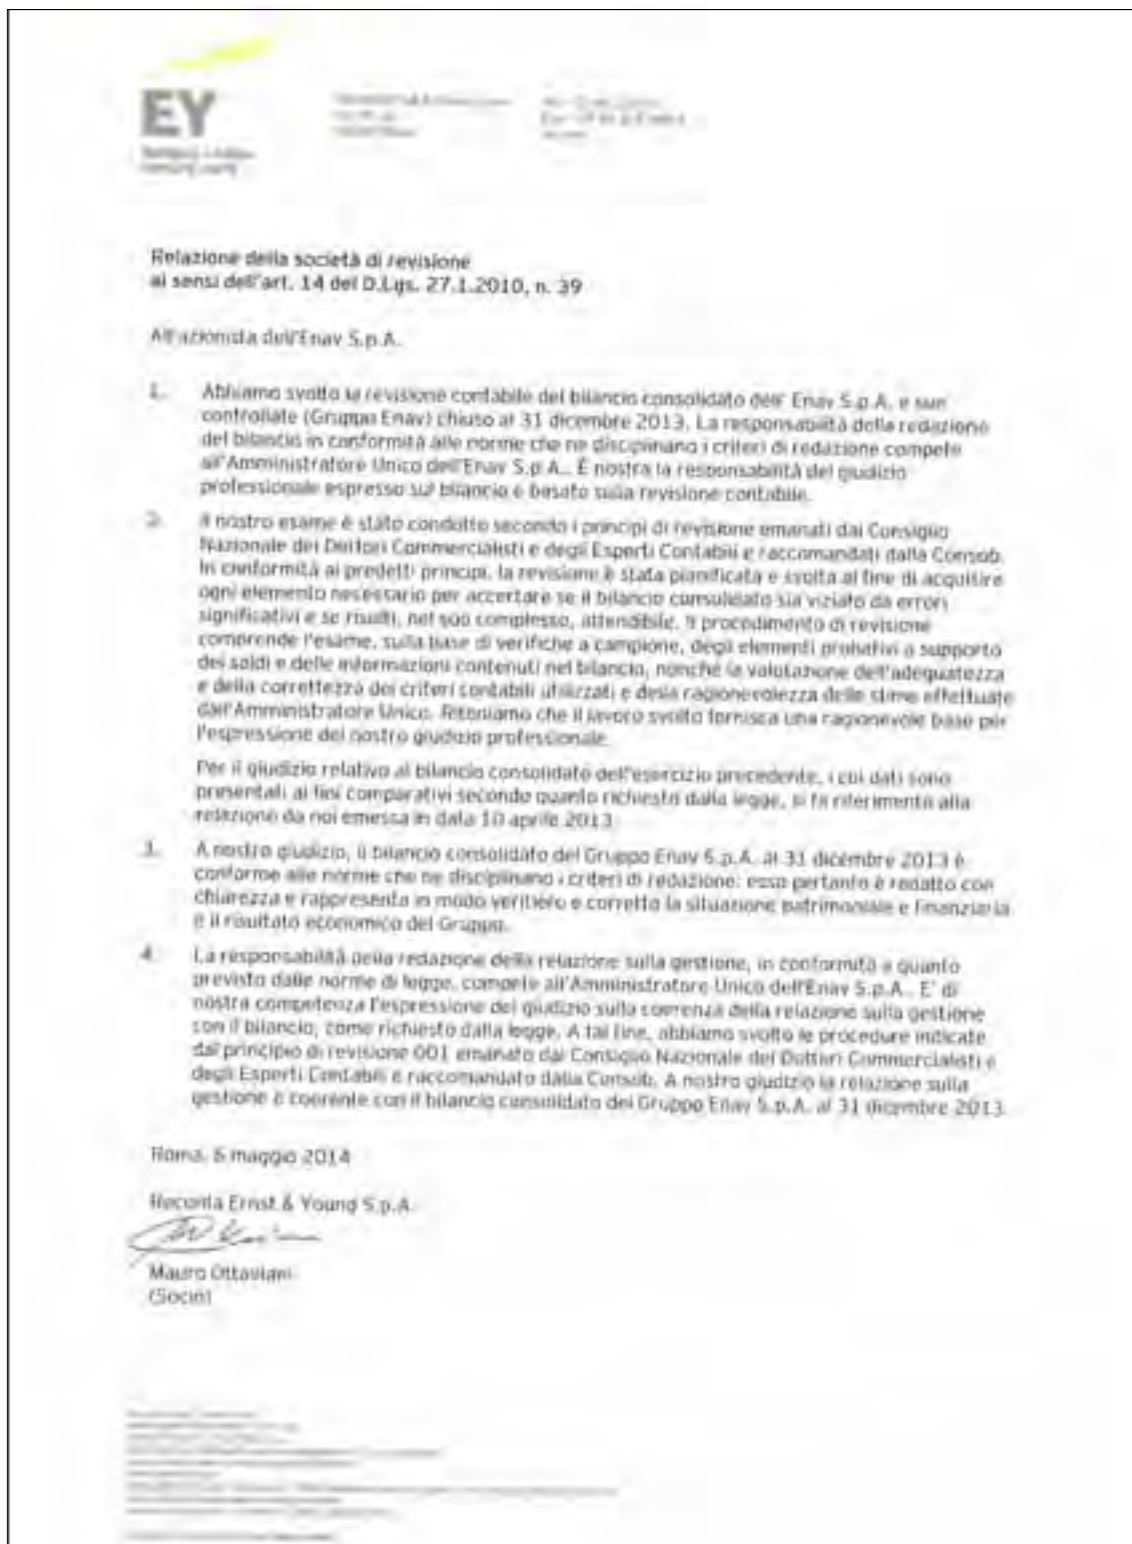 EY
Relazione della società di revisione
ai sensi dell'art. 14 del D.Lgs. 27.1.2010, n. 39
All'azionista dell'Enav S.p.A.
1. Abbiamo svolto la revisione contabile del bilancio consolidato dell' Enav S.p.A. e sue
controllate (Gruppo Enav) chiuso al 31 dicembre 2013. La responsabilità della redazione
del bilancio in conformità alle norme che ne disciplinano i criteri di redazione compete
all'Amministratore Unico dell'Enav S.p.A.. È nostra la responsabilità del giudizio
professionale espresso sul bilancio e basato sulla revisione contabile.
2. Il nostro esame è stato condotto secondo i principi di revisione emanati dal Consiglio
Nazionale dei Dottori Commercialisti e degli Esperti Contabili e raccomandati dalla Consob.
In conformità ai predetti principi, la revisione è stata pianificata e svolta al fine di acquisire
ogni elemento necessario per accertare se il bilancio consolidato sia viziato da errori
significativi e se risulti, nel suo complesso, attendibile. Il procedimento di revisione
comprende l'esame, sulla base di verifiche a campione, degli elementi probativi a supporto
dei saldi e delle informazioni contenuti nel bilancio, nonché la valutazione dell'adeguatezza
e della correttezza dei criteri contabili utilizzati e della ragionevolezza delle stime effettuate
dall'Amministratore Unico. Riteniamo che il lavoro svolto fornisca una ragionevole base per
l'espressione del nostro giudizio professionale.
Per il giudizio relativo al bilancio consolidato dell'esercizio precedente, i cui dati sono
presentati ai fini comparativi secondo quanto richiesto dalla legge, si fa riferimento alla
relazione da noi emessa in data 10 aprile 2013.
3. A nostro giudizio, il bilancio consolidato del Gruppo Enav S.p.A. al 31 dicembre 2013 è
conforme alle norme che ne disciplinano i criteri di redazione; esso pertanto è redatto con
chiarezza e rappresenta in modo veritiero e corretto la situazione patrimoniale e finanziaria
e il risultato economico del Gruppo.
4. La responsabilità della redazione della relazione sulla gestione, in conformità a quanto
previsto dalle norme di legge, compete all'Amministratore Unico dell'Enav S.p.A.. E' di
nostra competenza l'espressione del giudizio sulla coerenza della relazione sulla gestione
con il bilancio, come richiesto dalla legge. A tal fine, abbiamo svolto le procedure indicate
dal principio di revisione 001 emanato dal Consiglio Nazionale dei Dottori Commercialisti e
degli Esperti Contabili e raccomandato dalla Consob. A nostro giudizio la relazione sulla
gestione è coerente con il bilancio consolidato del Gruppo Enav S.p.A. al 31 dicembre 2013.
Roma, 6 maggio 2014
Reconta Ernst & Young S.p.A.
Mauro Ottaviani
(Socio)